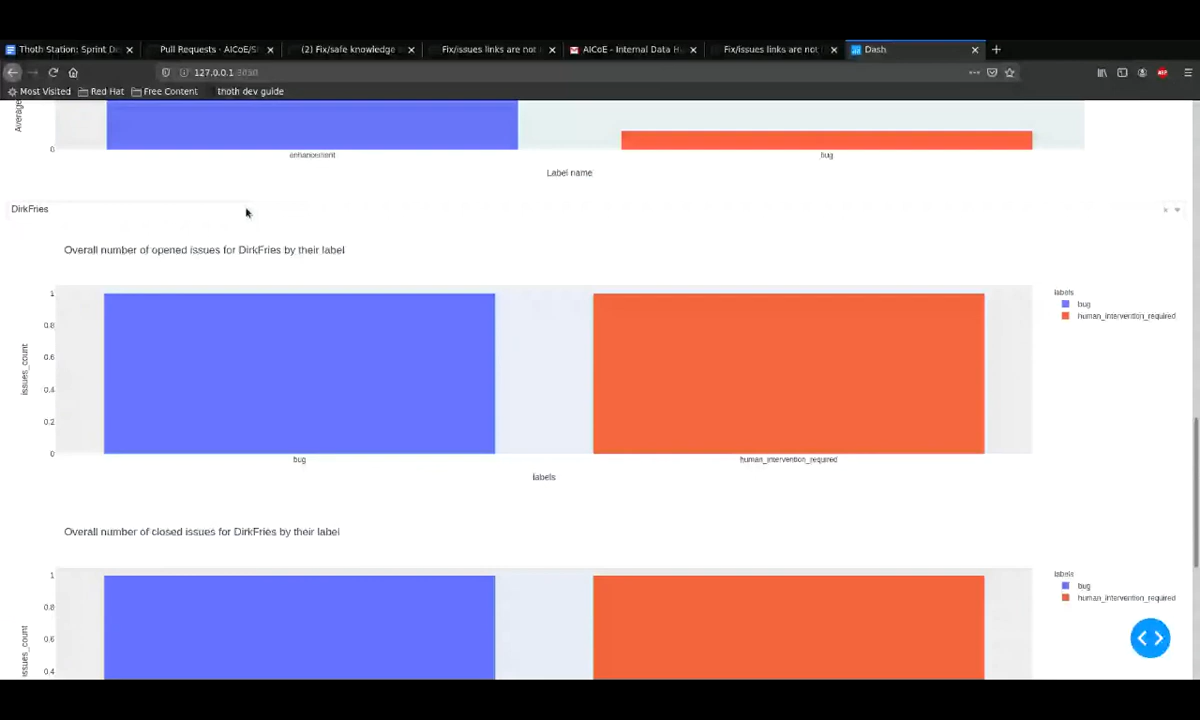 Thoth Station: Sprint De
Pull Requests · AICoE/S
(2) Fix/safe knowledge
Fix/issues links are not
AICoE - Internal Data H
Fix/issues links are not
Dash
127.0.0.1
Most Visited
Red Hat
Free Content
thoth dev guide
Average
0
enhancement
bug
Label name
DirkFries
Overall number of opened issues for DirkFries by their label
labels
bug
human_intervention_required
issues_count
1
0.8
0.6
0.4
0.2
0
bug
human_intervention_required
labels
Overall number of closed issues for DirkFries by their label
labels
bug
human_intervention_required
issues_count
1
0.8
0.6
0.4